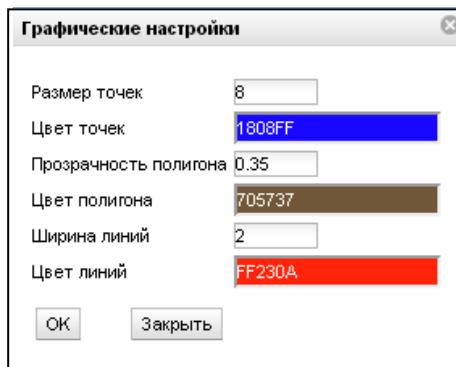 Графические настройки
Размер точек 8
Цвет точек 1808FF
Прозрачность полигона 0.35
Цвет полигона 705737
Ширина линий 2
Цвет линий FF230A
OK Закрыть